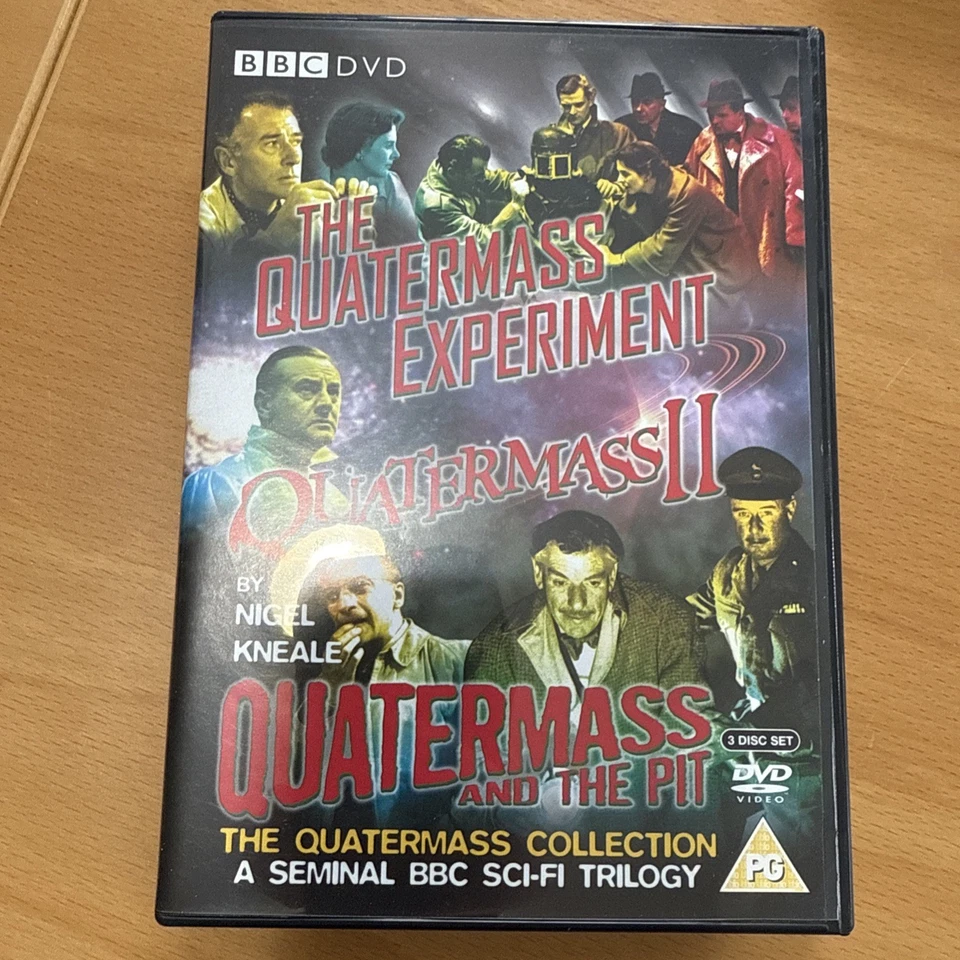 BBC DVD
THE
QUATERMASS
EXPERIMENT
QUATERMASS II
BY
NIGEL
KNEALE
QUATERMASS
AND THE PIT
3 DISC SET
DVD
VIDEO
THE QUATERMASS COLLECTION
A SEMINAL BBC SCI-FI TRILOGY
PG